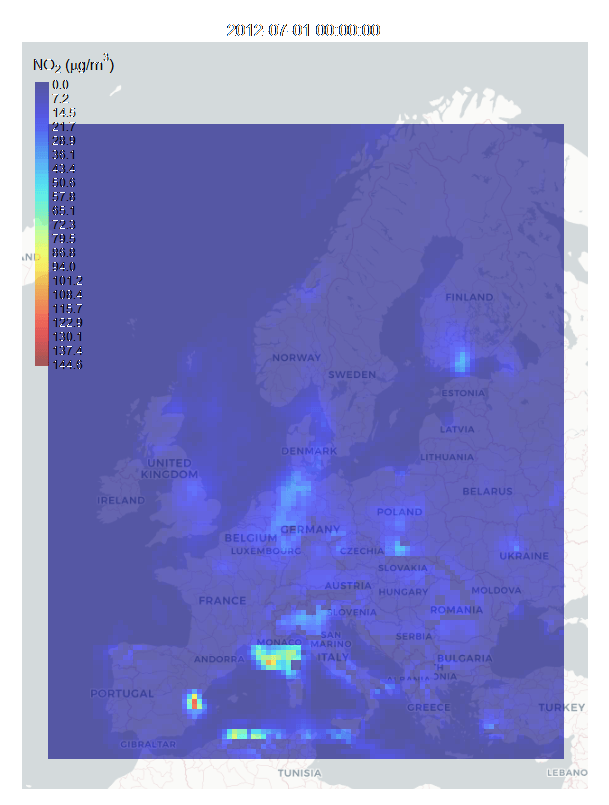 2012-07-01 00:00:00
NO2 (μg/m3)
0.0
7.2
14.5
21.7
28.9
36.1
43.4
50.6
57.8
65.1
72.3
79.5
86.8
94.0
101.2
108.4
115.7
122.9
130.1
137.4
144.6
AND
FINLAND
NORWAY
SWEDEN
ESTONIA
LATVIA
DENMARK
LITHUANIA
UNITED
KINGDOM
IRELAND
BELARUS
POLAND
GERMANY
BELGIUM
LUXEMBOURG
CZECHIA
UKRAINE
SLOVAKIA
AUSTRIA
HUNGARY
MOLDOVA
FRANCE
SLOVENIA
ROMANIA
MONACO
SAN
MARINO
SERBIA
ANDORRA
ITALY
BULGARIA
ALBANIA
ONIA
PORTUGAL
GREECE
TURKEY
GIBRALTAR
TUNISIA
LEBANO